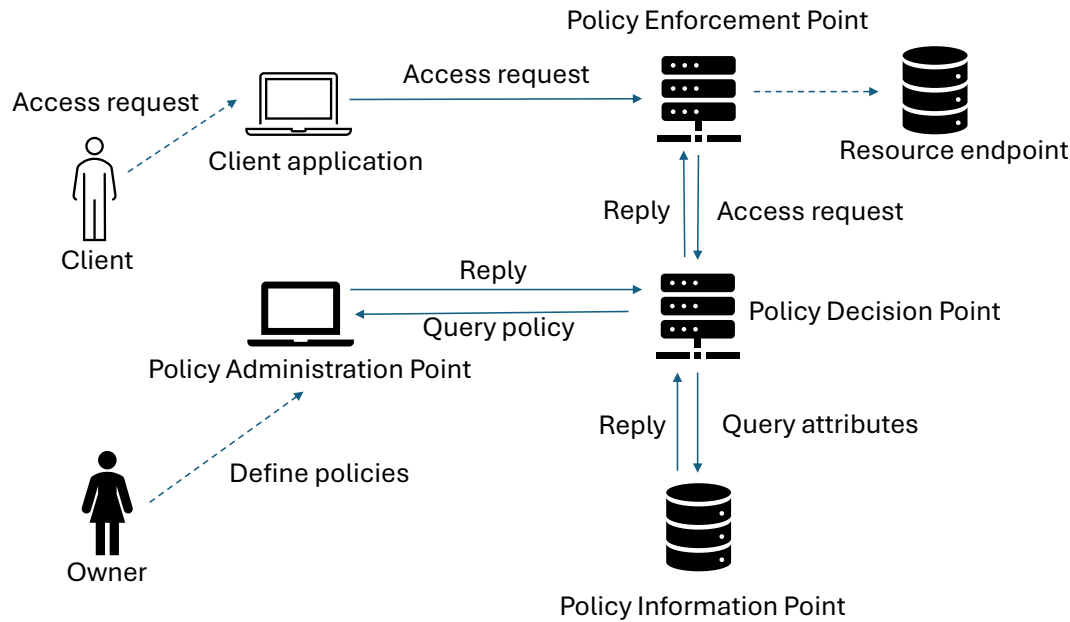 Policy Enforcement Point
Access request
Access request
Client application
Resource endpoint
Reply
Access request
Client
Reply
Query policy
Policy Decision Point
Policy Administration Point
Reply
Query attributes
Define policies
Owner
Policy Information Point